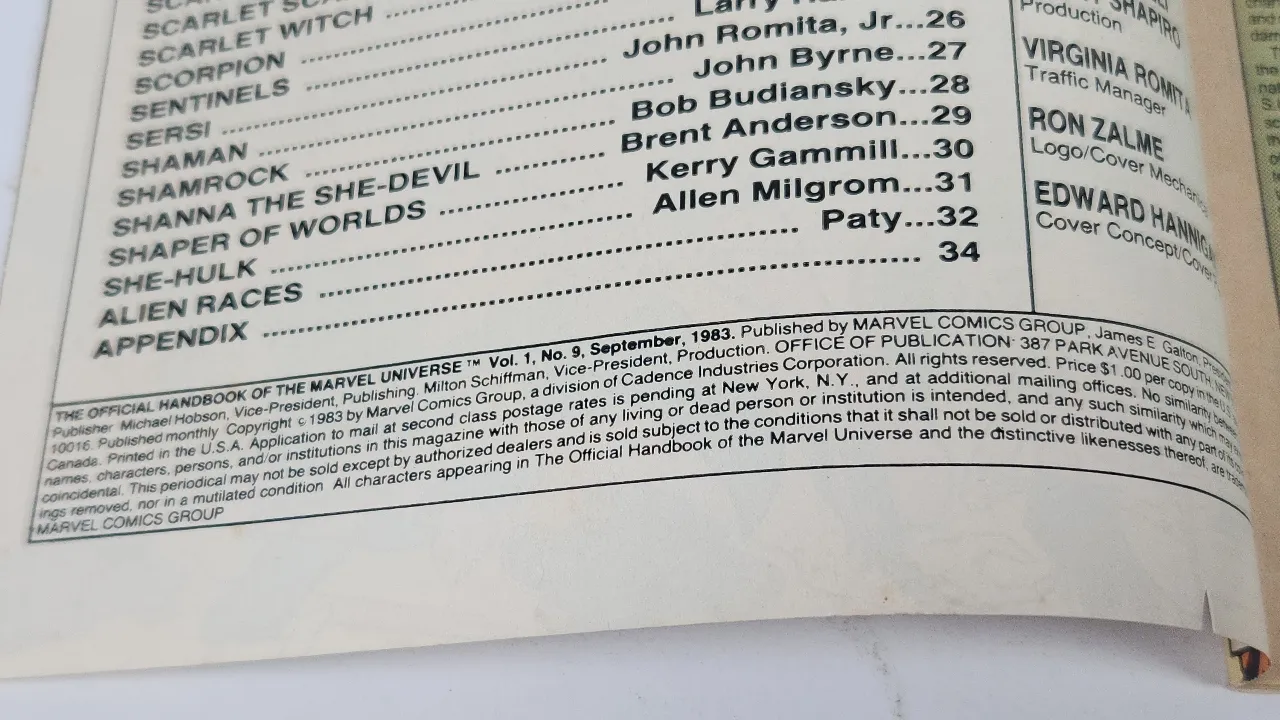 SCARLET
SCARLET WITCH
SCORPION
SENTINELS ........ Larry
SERSI ........ John Romita, Jr...26
SHAMAN ........ John Byrne...27
SHAMROCK ........ Bob Budiansky...28
SHANNA THE SHE-DEVIL ........ Brent Anderson...29
SHAPER OF WORLDS ........ Kerry Gammill...30
SHE-HULK ........ Allen Milgrom...31
ALIEN RACES ........ Paty...32
APPENDIX ........ 34
SHAPIRO
Production
VIRGINIA ROMITA
Traffic Manager
RON ZALME
Logo/Cover
EDWARD
Cover
THE OFFICIAL HANDBOOK OF THE MARVEL UNIVERSE™ Vol. 1, No. 9, September, 1983. Published by MARVEL COMICS GROUP, James E. Galton,
Publisher Michael Hobson, Vice-President, Publishing. Milton Schiffman, Vice-President, Production. OFFICE OF PUBLICATION: 387 PARK AVENUE SOUTH,
10016. Published monthly Copyright © 1983 by Marvel Comics Group, a division of Cadence Industries Corporation. All rights reserved. Price $1.00 per copy in the U.S.
Canada. Printed in the U.S.A. Application to mail at second class postage rates is pending at New York, N.Y., and at additional mailing offices. No similarity
names, characters, persons, and/or institutions in this magazine with those of any living or dead person or institution is intended, and any such similarity which
coincidental. This periodical may not be sold except by authorized dealers and is sold subject to the conditions that it shall not be sold or distributed with any part of
ings removed, nor in a mutilated condition All characters appearing in The Official Handbook of the Marvel Universe and the distinctive likenesses thereof, are
MARVEL COMICS GROUP